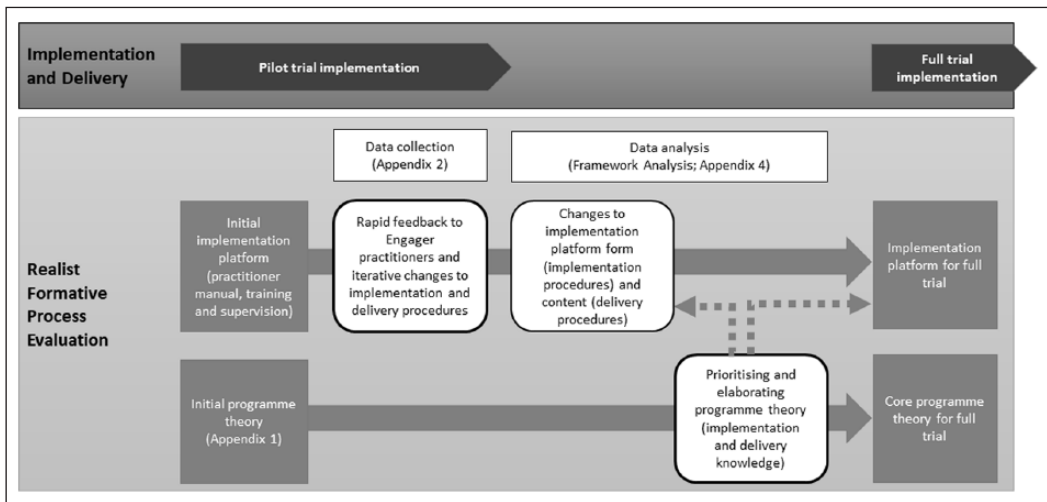 Implementation
and Delivery
Pilot trial implementation
Full trial
implementation
Data collection
(Appendix 2)
Data analysis
(Framework Analysis; Appendix 4)
Realist
Formative
Process
Evaluation
Initial
implementation
platform
(practitioner
manual, training
and supervision)
Rapid feedback to
Engager
practitioners and
iterative changes to
implementation and
delivery procedures
Changes to
implementation
platform form
(implementation
procedures) and
content (delivery
procedures)
Implementation
platform for full
trial
Initial programme
theory
(Appendix 1)
Prioritising and
elaborating
programme theory
(implementation
and delivery
knowledge)
Core programme
theory for full
trial